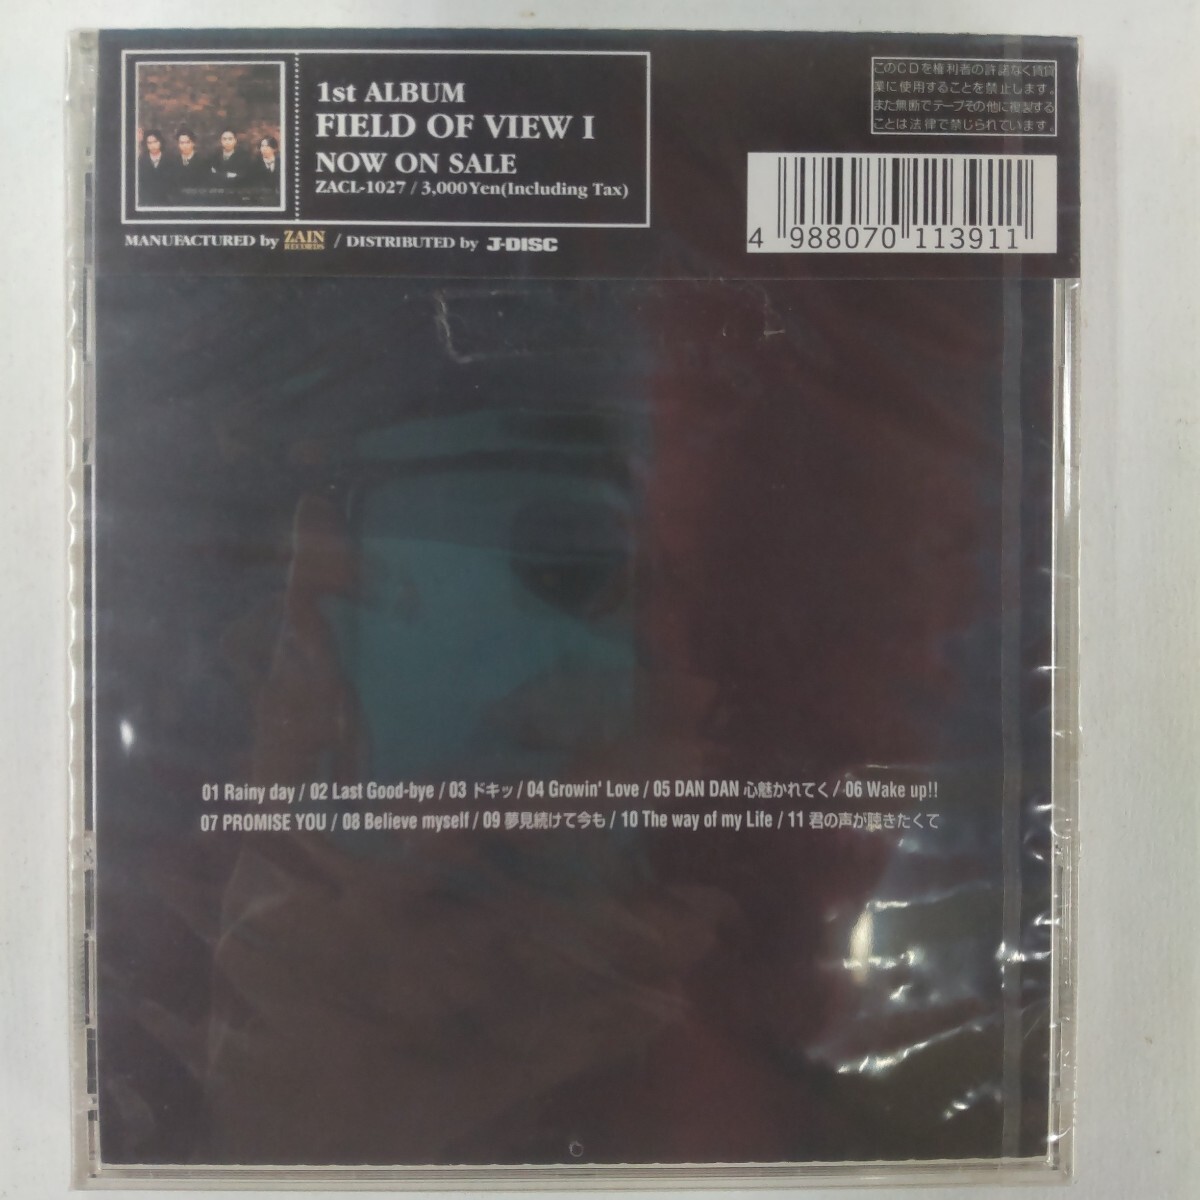 1st ALBUM
FIELD OF VIEW I
NOW ON SALE
ZACL-1027 / 3,000Yen(Including Tax)
MANUFACTURED by ZAIN RECORDS / DISTRIBUTED by J-DISC
このCDを権利者の許諾なく賃貸
業に使用することを禁止します。
また無断でテープその他に複製する
ことは法律で禁じられています。
4 988070 113911
01 Rainy day / 02 Last Good-bye / 03 ドキッ / 04 Growin' Love / 05 DAN DAN 心魅かれてく / 06 Wake up!!
07 PROMISE YOU / 08 Believe myself / 09 夢見続けて今も / 10 The way of my Life / 11 君の声が聴きたくて